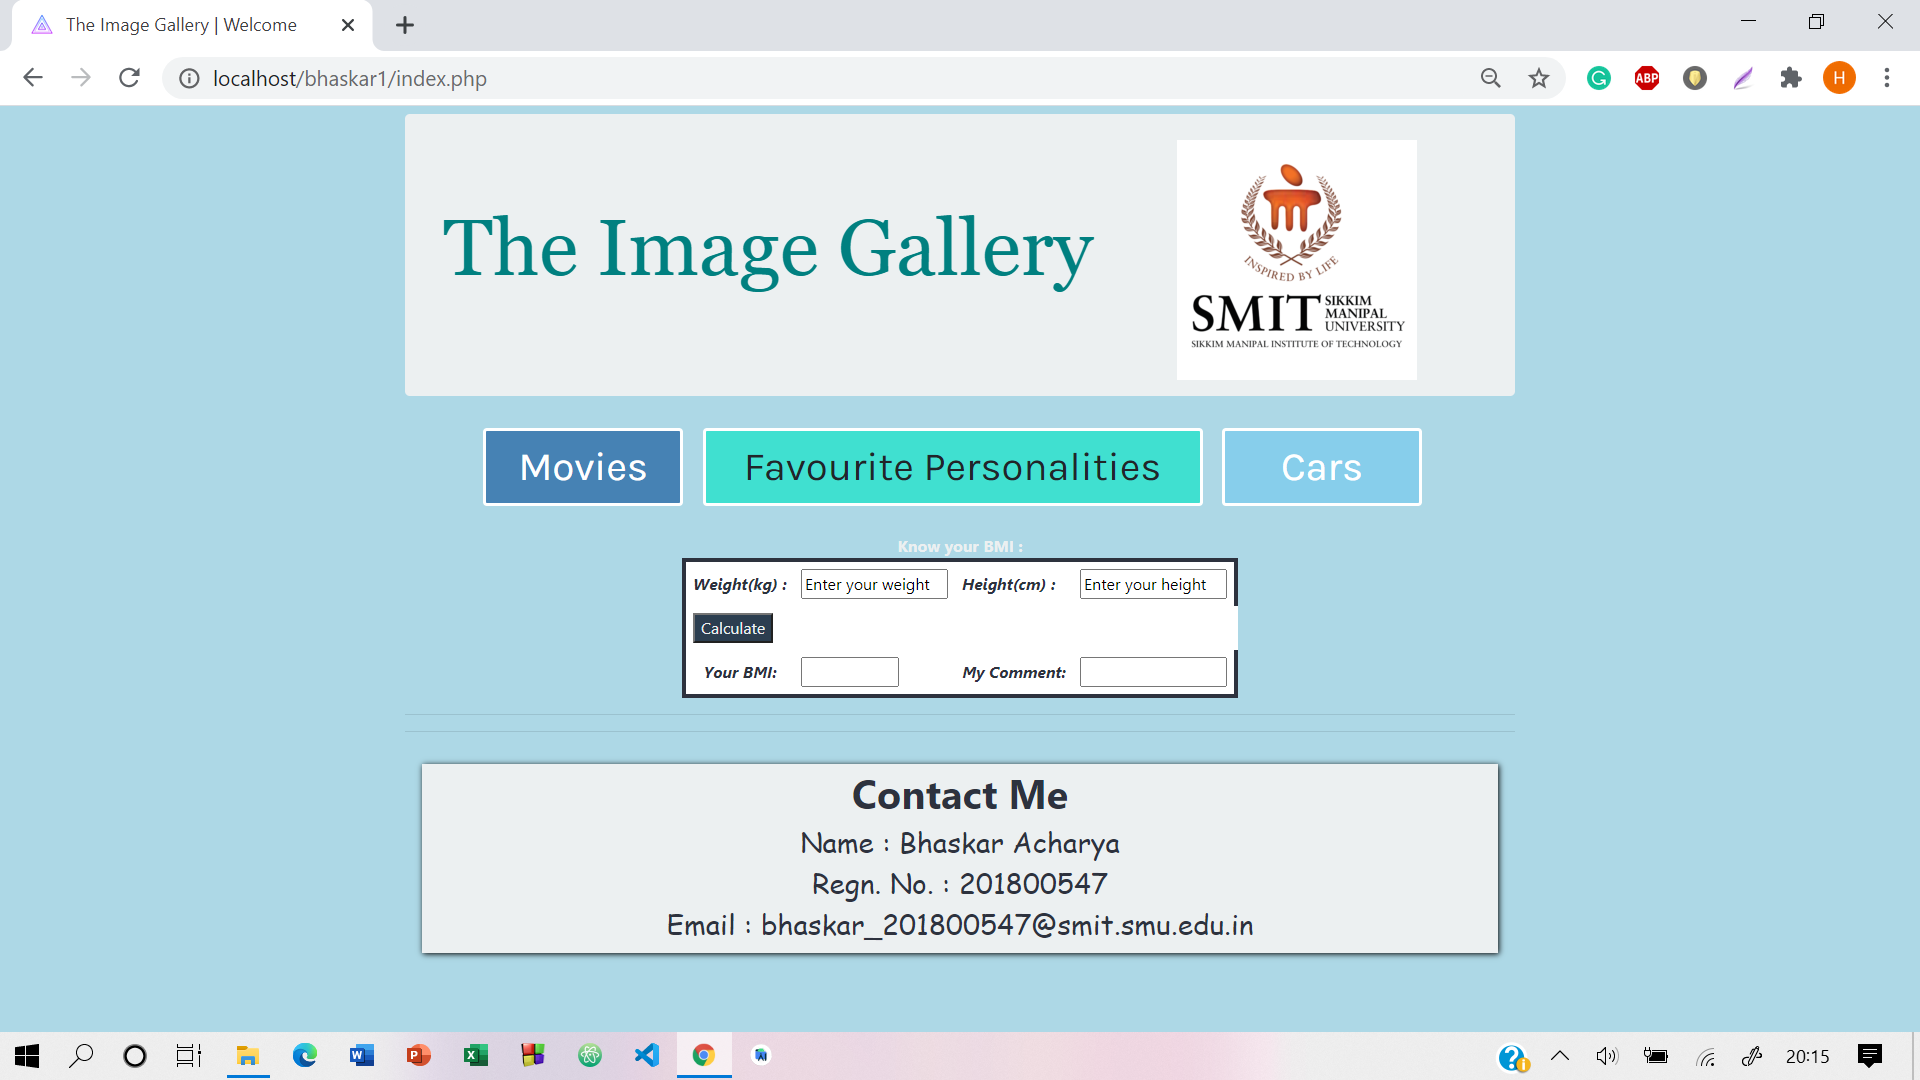 The Image Gallery | Welcome
localhost/bhaskar1/index.php
ABP
H
The Image Gallery
INSPIRED BY LIFE
SMIT SIKKIM MANIPAL UNIVERSITY
SIKKIM MANIPAL INSTITUTE OF TECHNOLOGY
Movies
Favourite Personalities
Cars
Know your BMI :
Weight(kg) : Enter your weight Height(cm) : Enter your height
Calculate
Your BMI: My Comment:
Contact Me
Name : Bhaskar Acharya
Regn. No. : 201800547
Email : bhaskar_201800547@smit.smu.edu.in
20:15